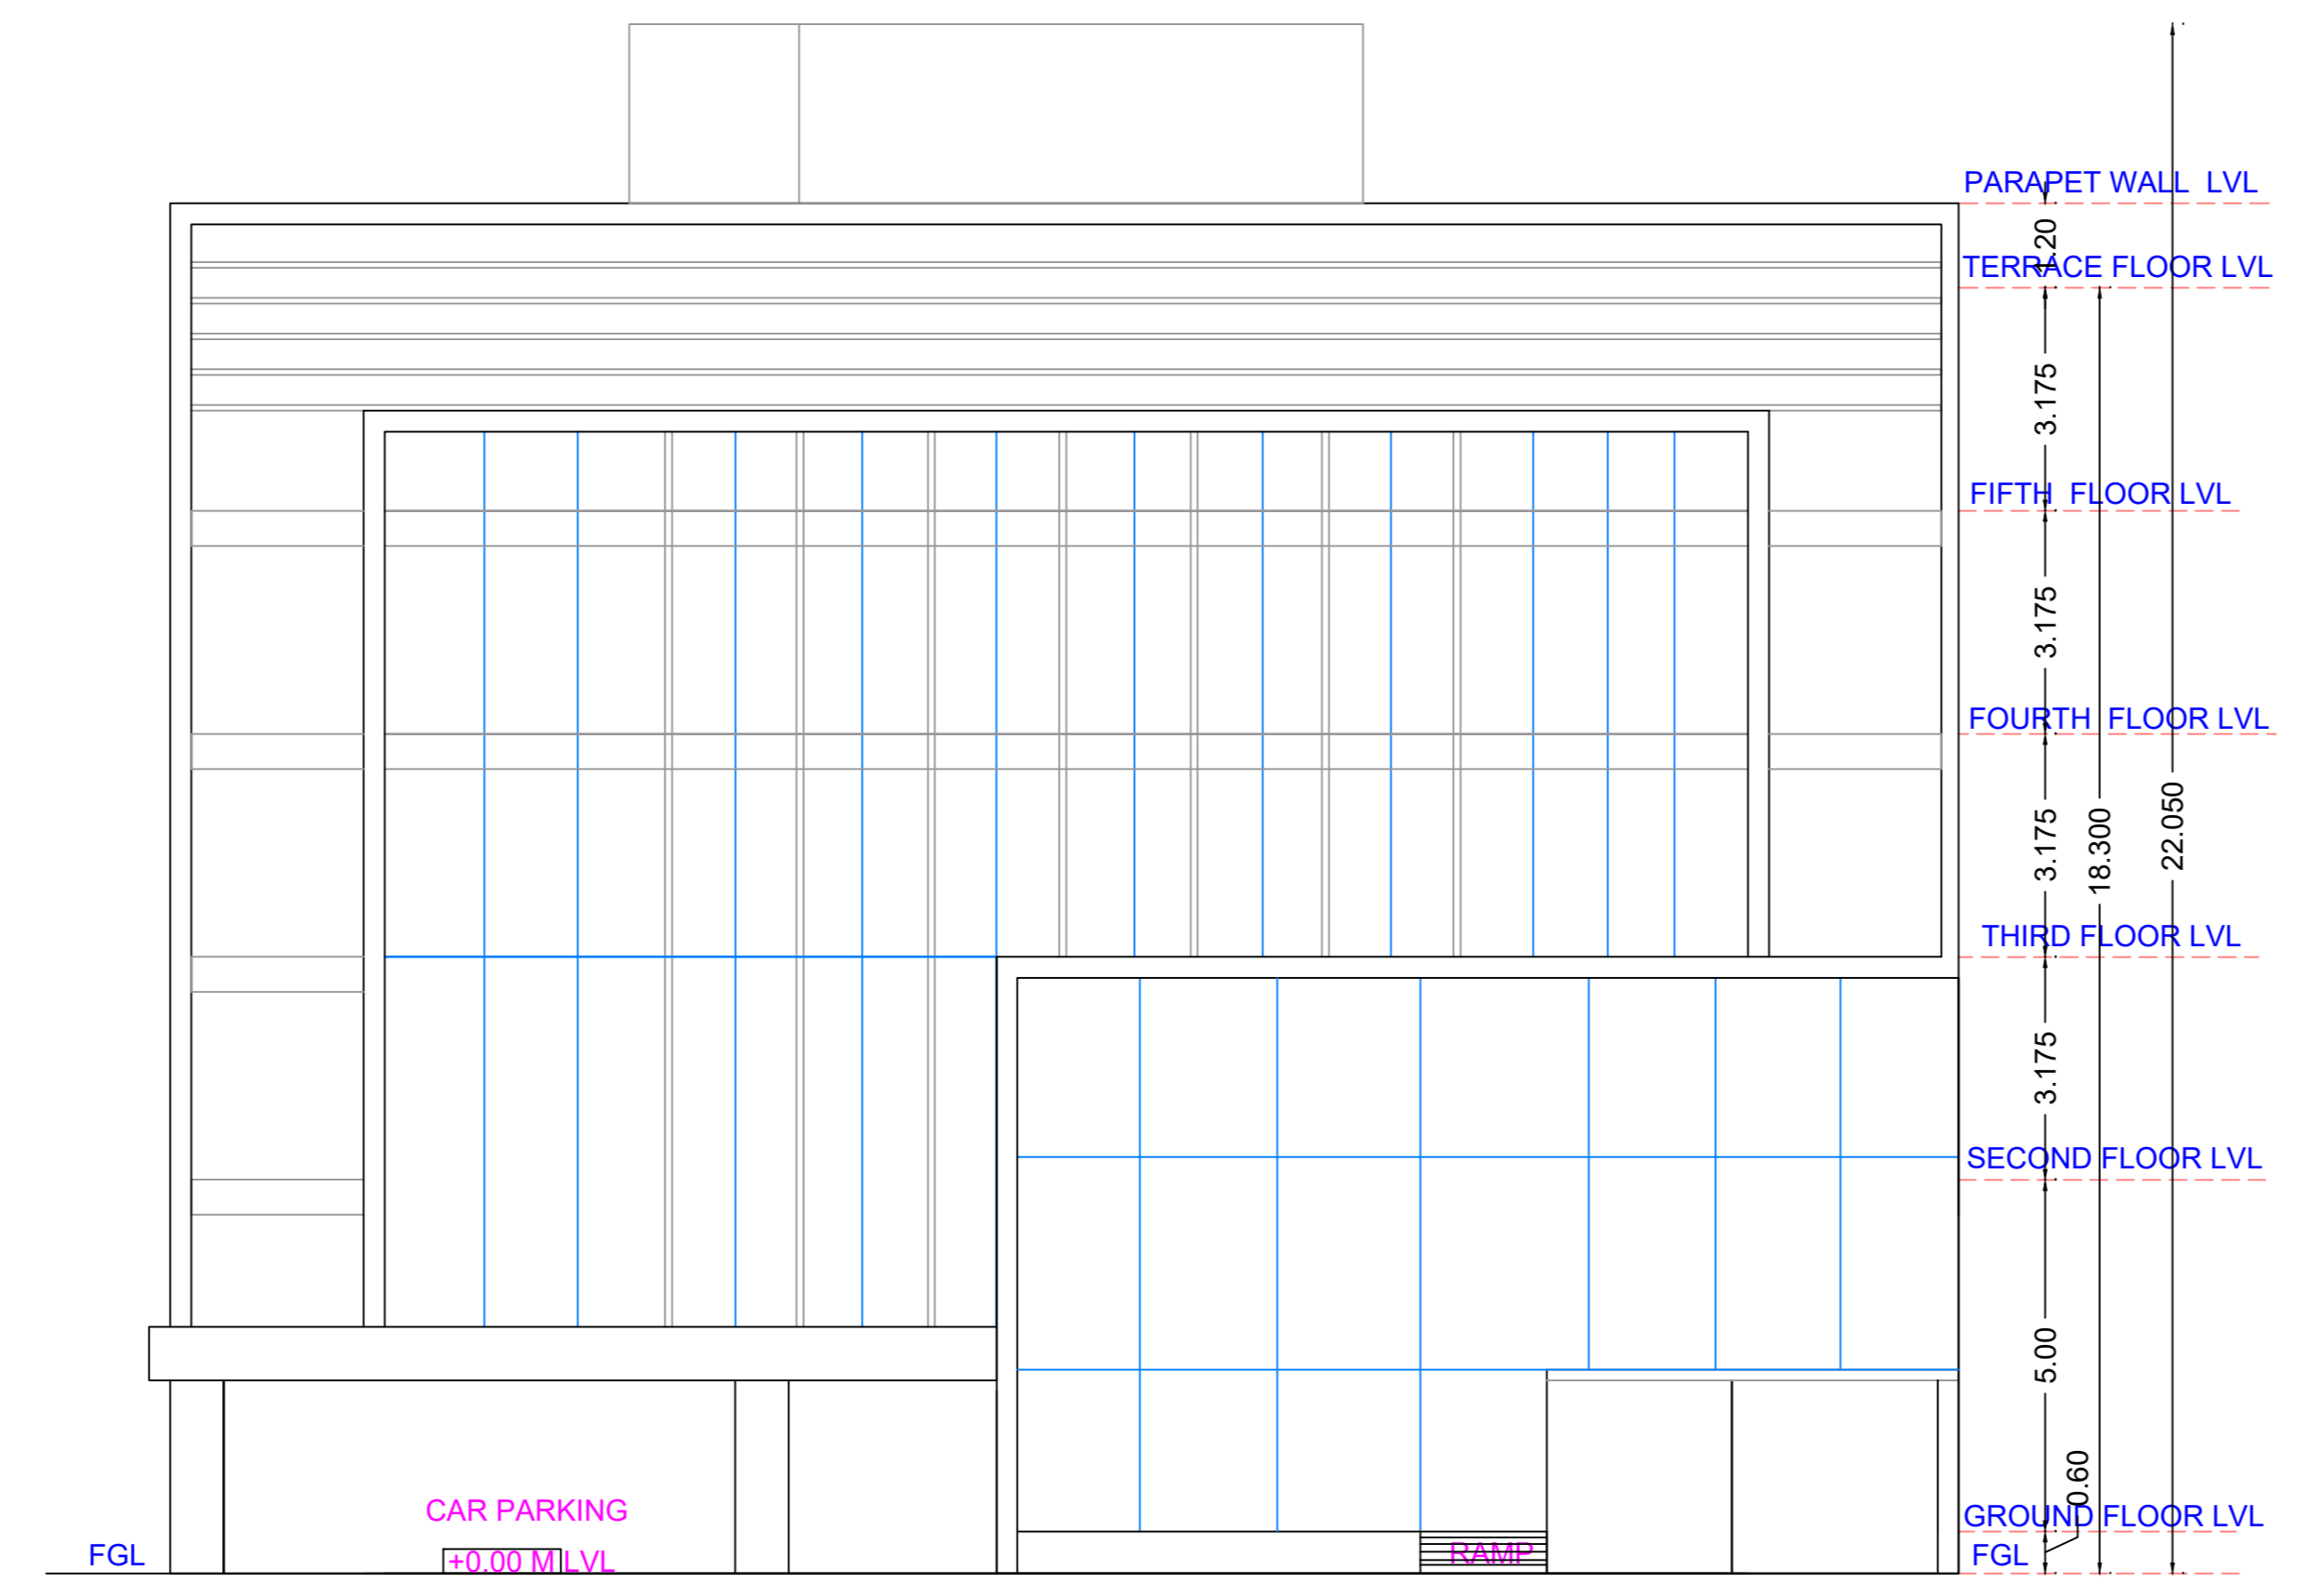 PARAPET WALL LVL
1.20
TERRACE FLOOR LVL
3.175
FIFTH FLOOR LVL
3.175
FOURTH FLOOR LVL
3.175
18.300
22.050
THIRD FLOOR LVL
3.175
SECOND FLOOR LVL
5.00
0.60
GROUND FLOOR LVL
CAR PARKING
FGL
+0.00 M LVL
RAMP
FGL